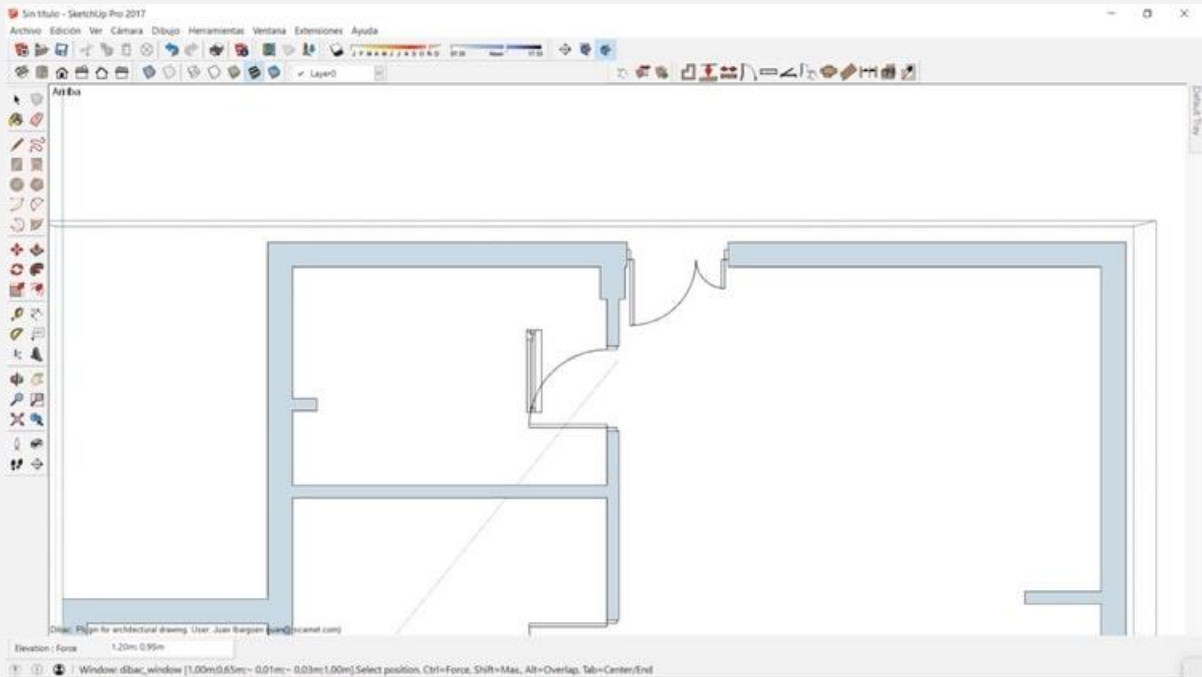 Sin título - SketchUp Pro 2017
Archivo Edición Ver Cámara Dibujo Herramientas Ventana Extensiones Ayuda
J F M A M J J A S O N D
Layer0
Arriba
Default Tray
Plugin for architectural drawing. User: Juan Ibarguen
Elevation : Force 1.20m; 0.95m
Window: dibac_window [1.00m;0.65m;~ 0.01m;~ 0.03m;1.00m] Select position, Ctrl=Force, Shift=Max, Alt=Overlap, Tab=Center/End